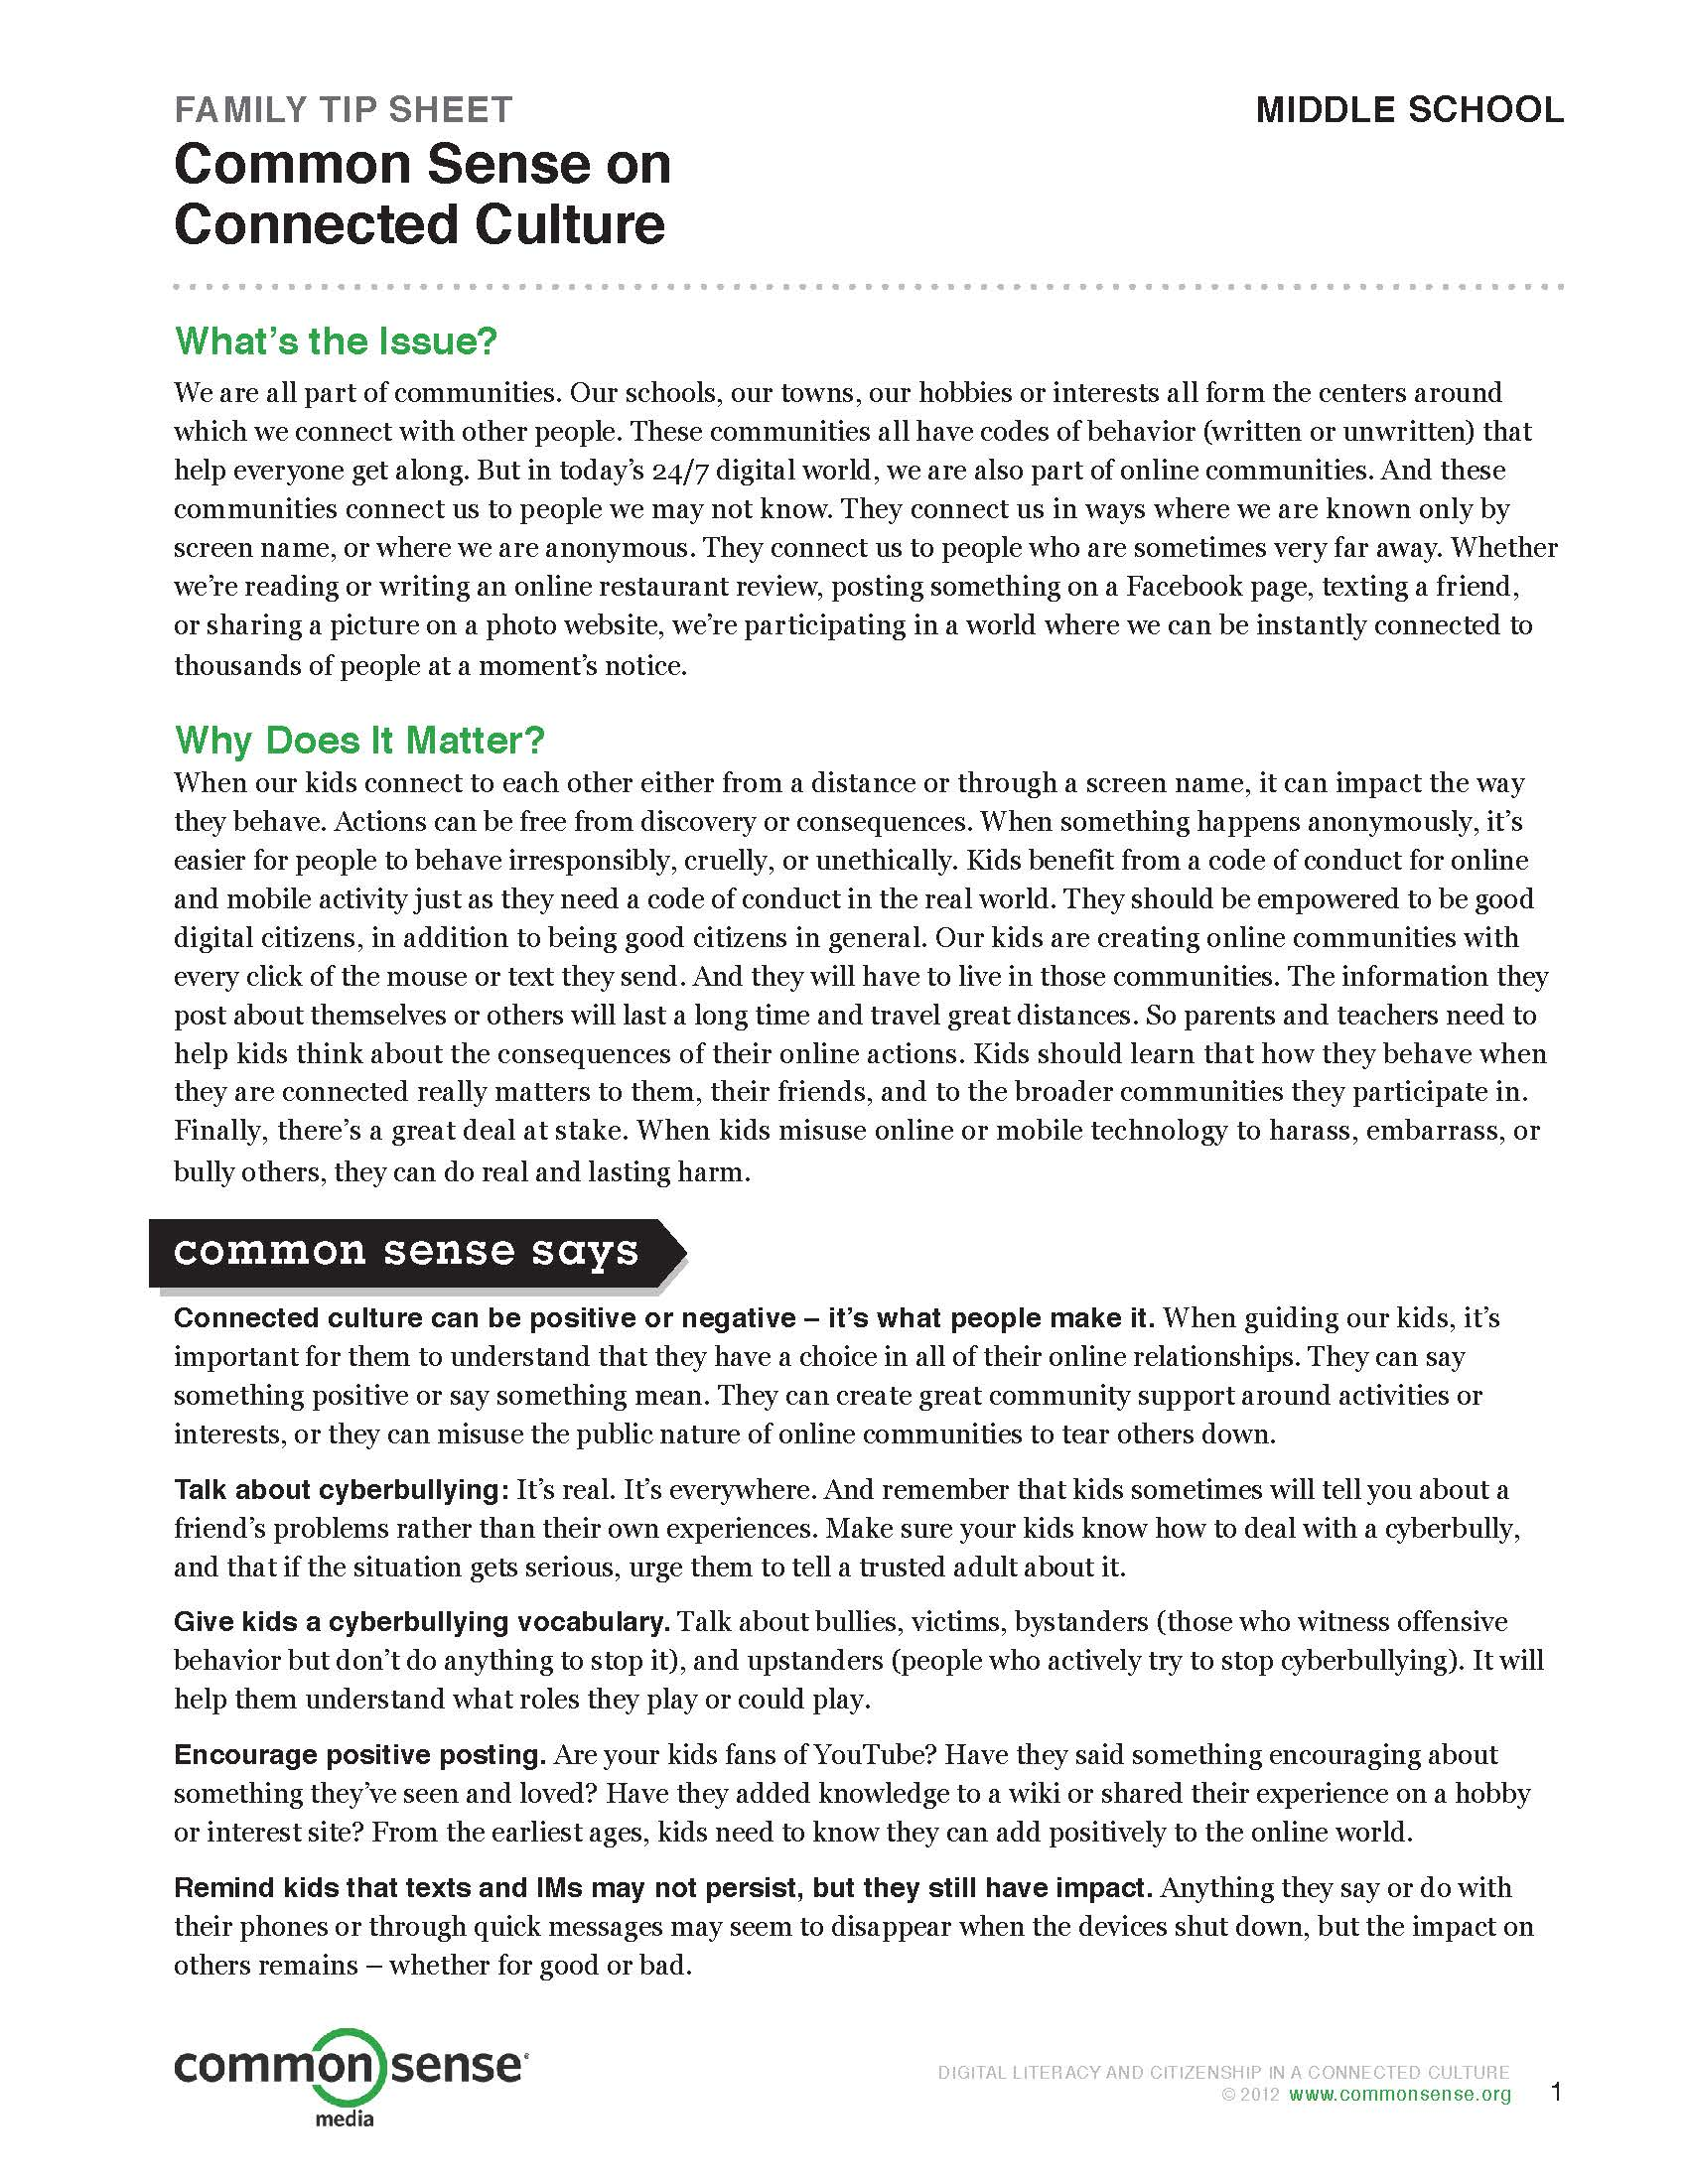 FAMILY TIP SHEET
MIDDLE SCHOOL
Common Sense on
Connected Culture
What’s the Issue?
We are all part of communities. Our schools, our towns, our hobbies or interests all form the centers around
which we connect with other people. These communities all have codes of behavior (written or unwritten) that
help everyone get along. But in today’s 24/7 digital world, we are also part of online communities. And these
communities connect us to people we may not know. They connect us in ways where we are known only by
screen name, or where we are anonymous. They connect us to people who are sometimes very far away. Whether
we’re reading or writing an online restaurant review, posting something on a Facebook page, texting a friend,
or sharing a picture on a photo website, we’re participating in a world where we can be instantly connected to
thousands of people at a moment’s notice.
Why Does It Matter?
When our kids connect to each other either from a distance or through a screen name, it can impact the way
they behave. Actions can be free from discovery or consequences. When something happens anonymously, it’s
easier for people to behave irresponsibly, cruelly, or unethically. Kids benefit from a code of conduct for online
and mobile activity just as they need a code of conduct in the real world. They should be empowered to be good
digital citizens, in addition to being good citizens in general. Our kids are creating online communities with
every click of the mouse or text they send. And they will have to live in those communities. The information they
post about themselves or others will last a long time and travel great distances. So parents and teachers need to
help kids think about the consequences of their online actions. Kids should learn that how they behave when
they are connected really matters to them, their friends, and to the broader communities they participate in.
Finally, there’s a great deal at stake. When kids misuse online or mobile technology to harass, embarrass, or
bully others, they can do real and lasting harm.
common sense says
Connected culture can be positive or negative – it’s what people make it. When guiding our kids, it’s
important for them to understand that they have a choice in all of their online relationships. They can say
something positive or say something mean. They can create great community support around activities or
interests, or they can misuse the public nature of online communities to tear others down.
Talk about cyberbullying: It’s real. It’s everywhere. And remember that kids sometimes will tell you about a
friend’s problems rather than their own experiences. Make sure your kids know how to deal with a cyberbully,
and that if the situation gets serious, urge them to tell a trusted adult about it.
Give kids a cyberbullying vocabulary. Talk about bullies, victims, bystanders (those who witness offensive
behavior but don’t do anything to stop it), and upstanders (people who actively try to stop cyberbullying). It will
help them understand what roles they play or could play.
Encourage positive posting. Are your kids fans of YouTube? Have they said something encouraging about
something they’ve seen and loved? Have they added knowledge to a wiki or shared their experience on a hobby
or interest site? From the earliest ages, kids need to know they can add positively to the online world.
Remind kids that texts and IMs may not persist, but they still have impact. Anything they say or do with
their phones or through quick messages may seem to disappear when the devices shut down, but the impact on
others remains – whether for good or bad.
common sense®
media
DIGITAL LITERACY AND CITIZENSHIP IN A CONNECTED CULTURE
© 2012 www.commonsense.org
1